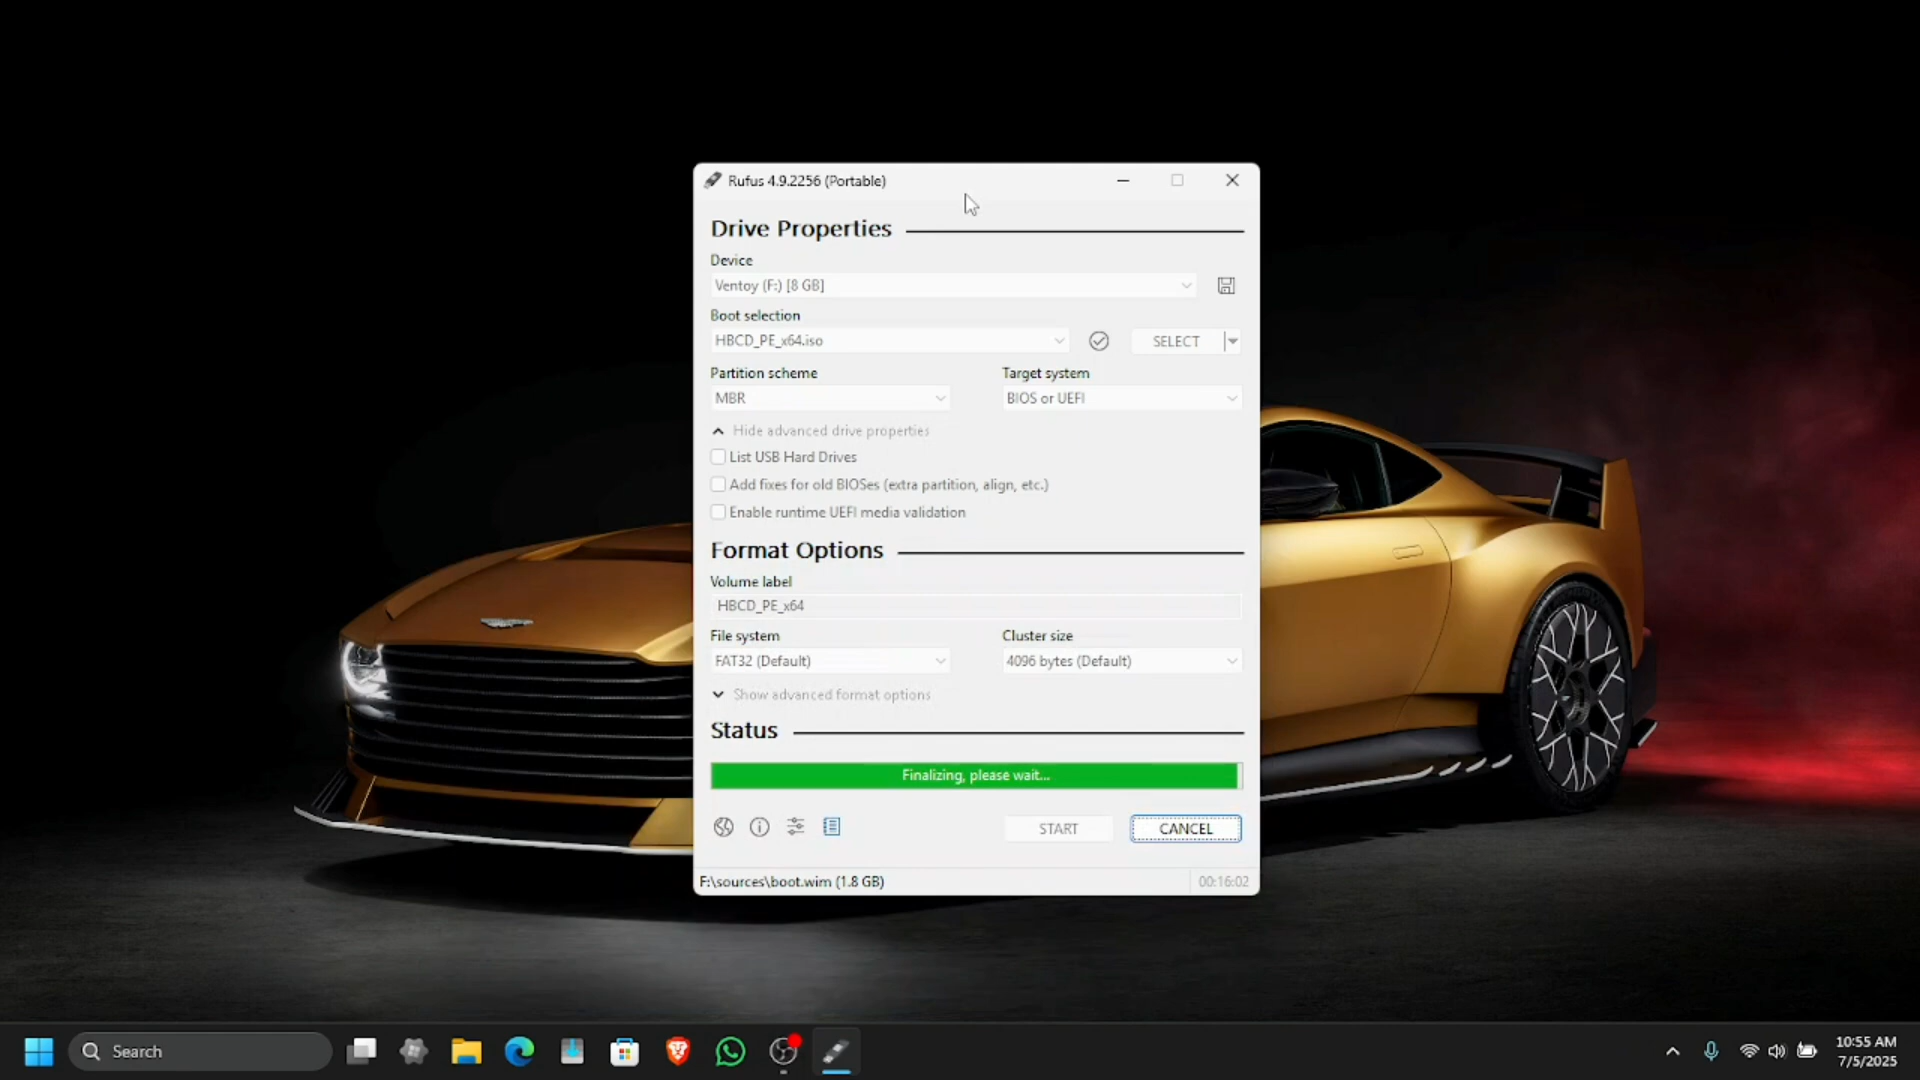 Rufus 4.9.2256 (Portable)
Drive Properties
Device
Ventoy (F:) [8 GB]
Boot selection
HBCD_PE_x64.iso
SELECT
Partition scheme
Target system
MBR
BIOS or UEFI
Hide advanced drive properties
List USB Hard Drives
Add fixes for old BIOSes (extra partition, align, etc.)
Enable runtime UEFI media validation
Format Options
Volume label
HBCD_PE_x64
File system
Cluster size
FAT32 (Default)
4096 bytes (Default)
Show advanced format options
Status
Finalizing, please wait...
START
CANCEL
F:\sources\boot.wim (1.8 GB)
00:16:02
Search
10:55 AM
7/5/2025